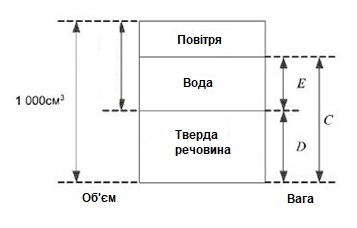 Повітря
Вода
E
1 000см³
C
Тверда
речовина
D
Об'єм
Вага